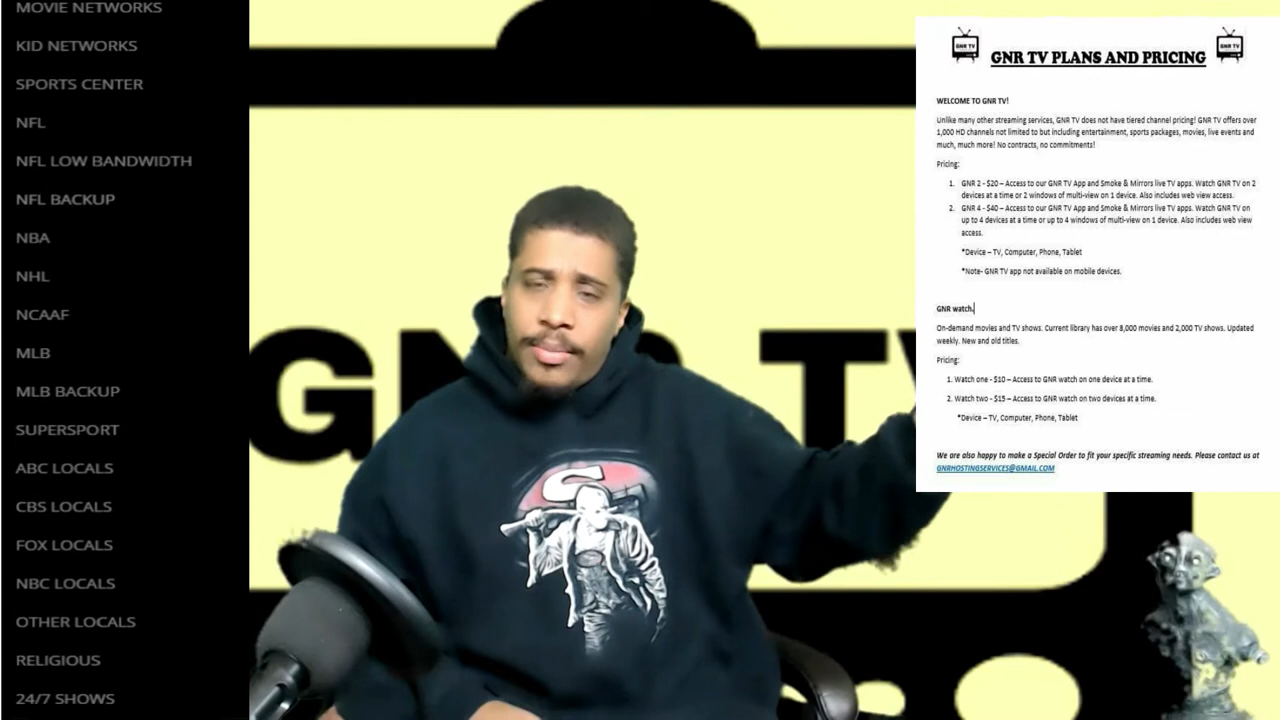 MOVIE NETWORKS
KID NETWORKS
SPORTS CENTER
NFL
NFL LOW BANDWIDTH
NFL BACKUP
NBA
NHL
NCAAF
MLB
MLB BACKUP
SUPERSPORT
ABC LOCALS
CBS LOCALS
FOX LOCALS
NBC LOCALS
OTHER LOCALS
RELIGIOUS
24/7 SHOWS
GNR TV
GNR TV
GNR TV
GNR TV PLANS AND PRICING
WELCOME TO GNR TV!
Unlike many other streaming services, GNR TV does not have tiered channel pricing! GNR TV offers over
1,000 HD channels not limited to but including entertainment, sports packages, movies, live events and
much, much more! No contracts, no commitments!
Pricing:
1. GNR 2 - $20 – Access to our GNR TV App and Smoke & Mirrors live TV apps. Watch GNR TV on 2
devices at a time or 2 windows of multi-view on 1 device. Also includes web view access.
2. GNR 4 - $40 – Access to our GNR TV App and Smoke & Mirrors live TV apps. Watch GNR TV on
up to 4 devices at a time or up to 4 windows of multi-view on 1 device. Also includes web view
access.
*Device – TV, Computer, Phone, Tablet
*Note- GNR TV app not available on mobile devices.
GNR watch.
On-demand movies and TV shows. Current library has over 8,000 movies and 2,000 TV shows. Updated
weekly. New and old titles.
Pricing:
1. Watch one - $10 – Access to GNR watch on one device at a time.
2. Watch two - $15 – Access to GNR watch on two devices at a time.
*Device – TV, Computer, Phone, Tablet
We are also happy to make a Special Order to fit your specific streaming needs. Please contact us at
GNRHOSTINGSERVICES@GMAIL.COM